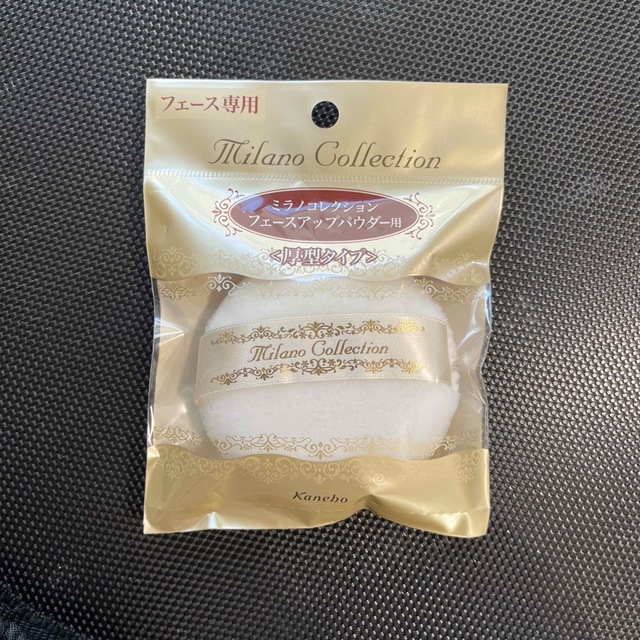 フェース専用
Milano Collection
ミラノコレクション
フェースアップパウダー用
<厚型タイプ>
Milano Collection
Kanebo